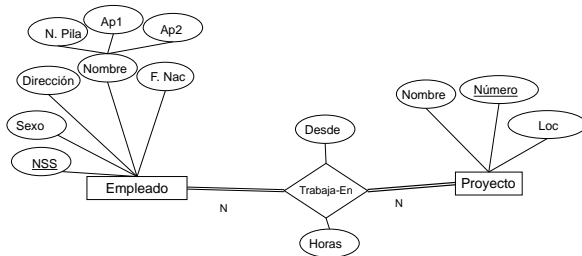 Ap1
N. Pila
Ap2
Nombre
Dirección
F. Nac
Número
Nombre
Sexo
Desde
Loc
NSS
Empleado
Trabaja-En
Proyecto
N
N
Horas